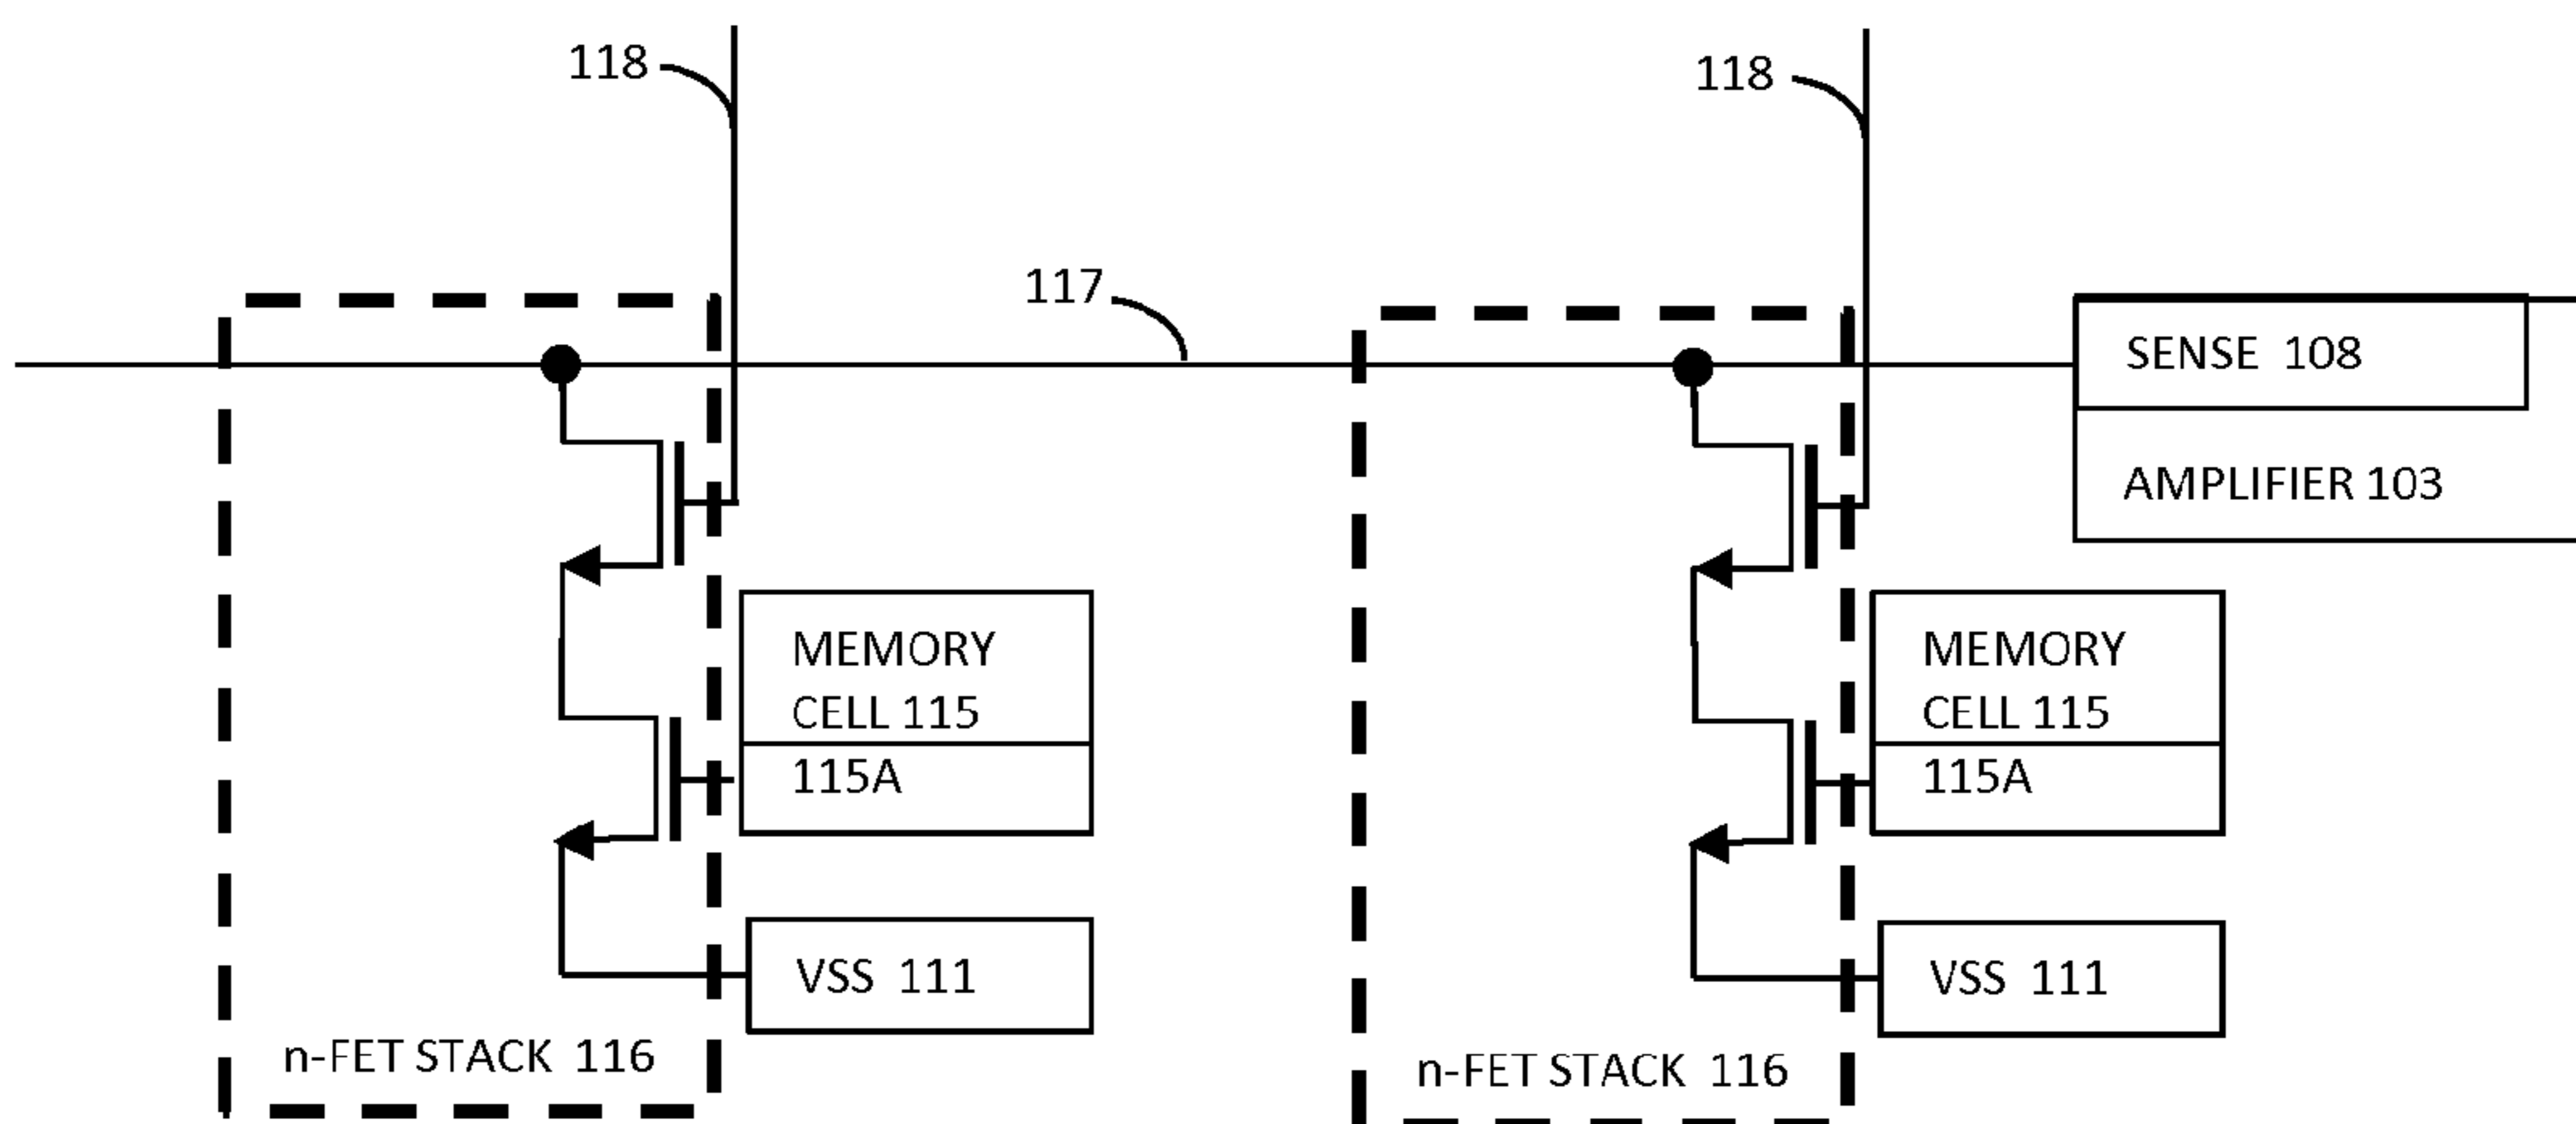 118
118
117
SENSE 108
AMPLIFIER 103
MEMORY
CELL 115
115A
MEMORY
CELL 115
115A
VSS 111
VSS 111
n-FET STACK 116
n-FET STACK 116